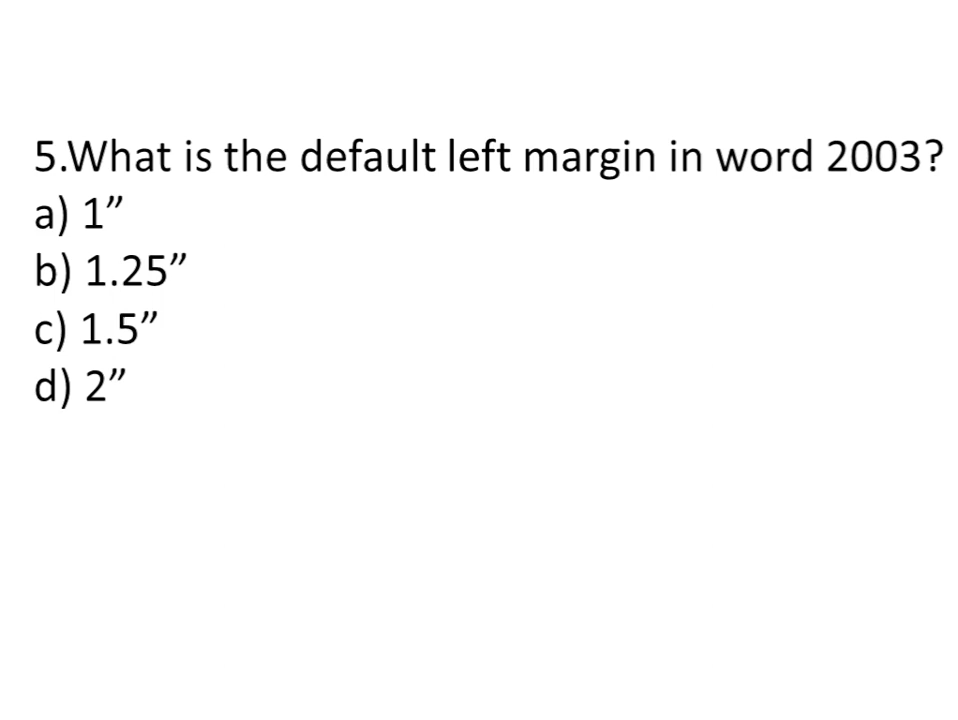 5.What is the default left margin in word 2003?
a) 1”
b) 1.25”
c) 1.5”
d) 2”